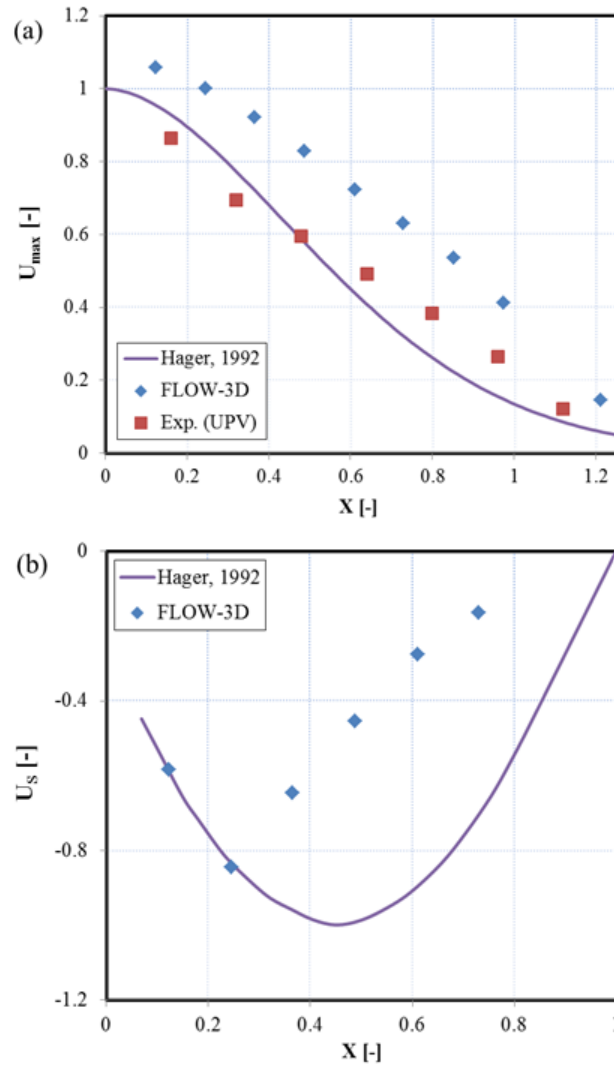 (a)
1.2
1
0.8
0.6
0.4
0.2
0
U_max [-]
Hager, 1992
FLOW-3D
Exp. (UPV)
0 0.2 0.4 0.6 0.8 1 1.2
X [-]
(b)
0
-0.4
-0.8
-1.2
U_S [-]
Hager, 1992
FLOW-3D
0 0.2 0.4 0.6 0.8
X [-]